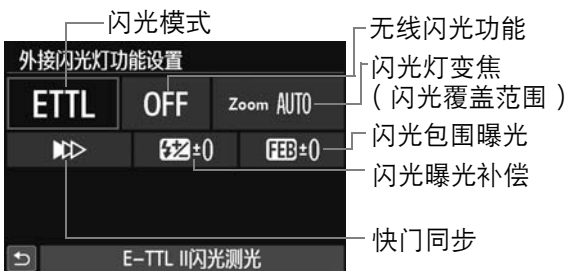 闪光模式
无线闪光功能
外接闪光灯功能设置
闪光灯变焦
（闪光覆盖范围）
ETTL OFF Zoom AUTO
闪光包围曝光
±0 FEB±0
闪光曝光补偿
快门同步
E-TTL II闪光测光